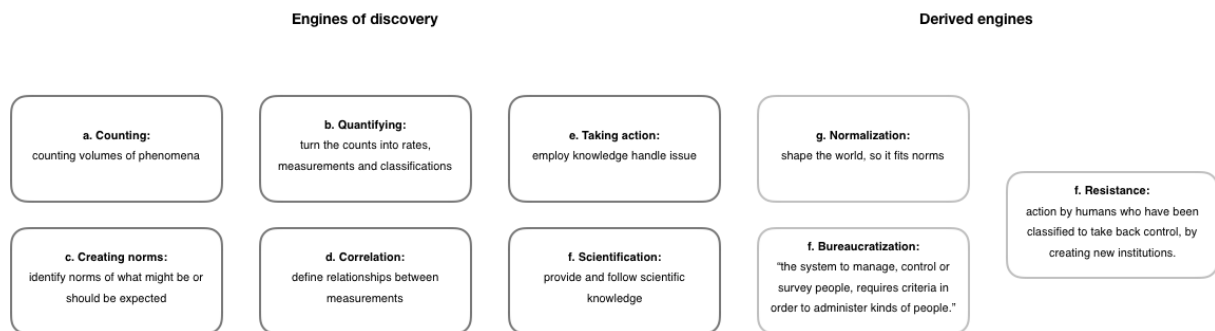 Engines of discovery
Derived engines
a. Counting:
counting volumes of phenomena
b. Quantifying:
turn the counts into rates,
measurements and classifications
e. Taking action:
employ knowledge handle issue
g. Normalization:
shape the world, so it fits norms
c. Creating norms:
identify norms of what might be or
should be expected
d. Correlation:
define relationships between
measurements
f. Scientification:
provide and follow scientific
knowledge
f. Bureaucratization:
“the system to manage, control or
survey people, requires criteria in
order to administer kinds of people.”
f. Resistance:
action by humans who have been
classified to take back control, by
creating new institutions.